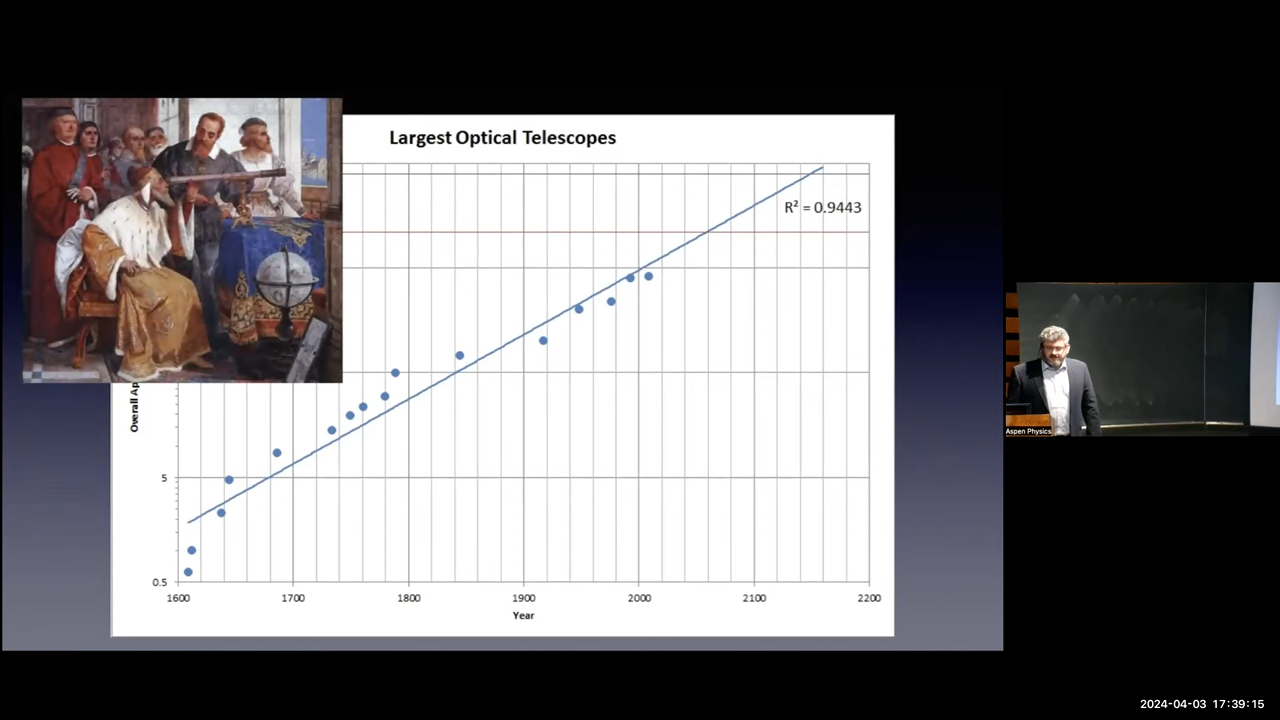 Largest Optical Telescopes
R² = 0.9443
Overall Ap
5
0.5
1600 1700 1800 1900 2000 2100 2200
Year
Aspen Physics
2024-04-03 17:39:15